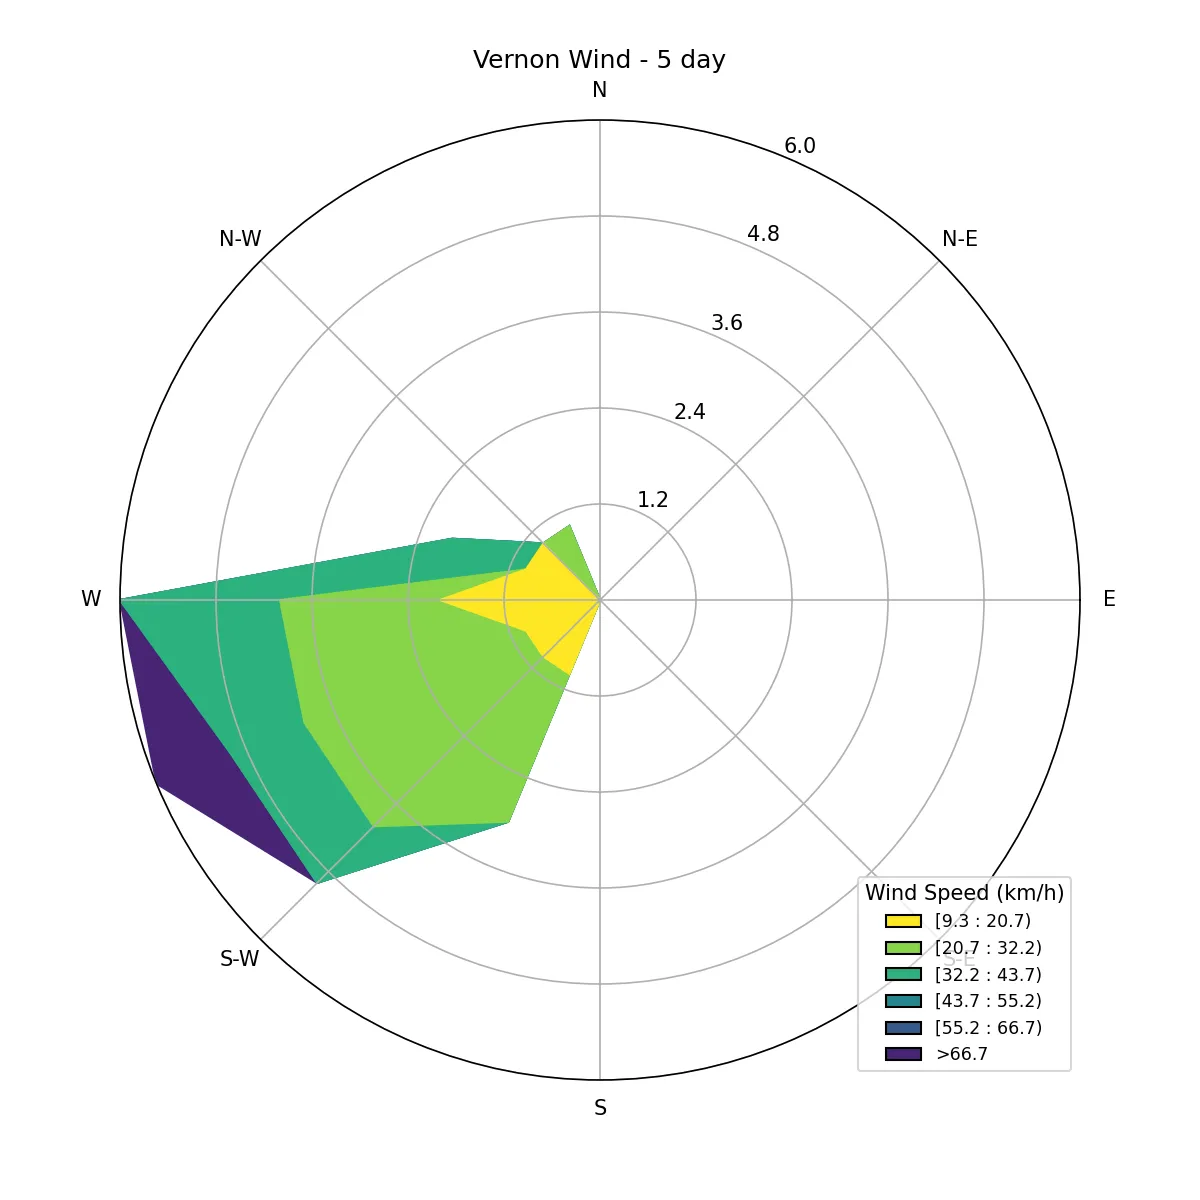 Vernon Wind - 5 day
N
6.0
N-W
4.8
N-E
3.6
2.4
1.2
W
E
S-W
S-E
S
Wind Speed (km/h)
[9.3 : 20.7)
[20.7 : 32.2)
[32.2 : 43.7)
[43.7 : 55.2)
[55.2 : 66.7)
>66.7